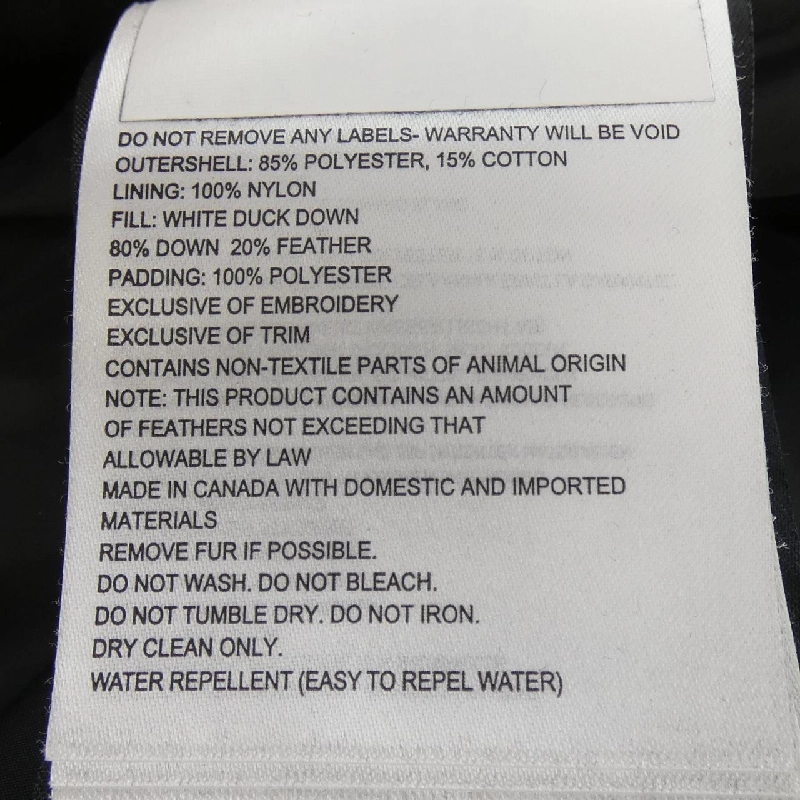 DO NOT REMOVE ANY LABELS- WARRANTY WILL BE VOID
OUTERSHELL: 85% POLYESTER, 15% COTTON
LINING: 100% NYLON
FILL: WHITE DUCK DOWN
80% DOWN 20% FEATHER
PADDING: 100% POLYESTER
EXCLUSIVE OF EMBROIDERY
EXCLUSIVE OF TRIM
CONTAINS NON-TEXTILE PARTS OF ANIMAL ORIGIN
NOTE: THIS PRODUCT CONTAINS AN AMOUNT
OF FEATHERS NOT EXCEEDING THAT
ALLOWABLE BY LAW
MADE IN CANADA WITH DOMESTIC AND IMPORTED
MATERIALS
REMOVE FUR IF POSSIBLE.
DO NOT WASH. DO NOT BLEACH.
DO NOT TUMBLE DRY. DO NOT IRON.
DRY CLEAN ONLY.
WATER REPELLENT (EASY TO REPEL WATER)